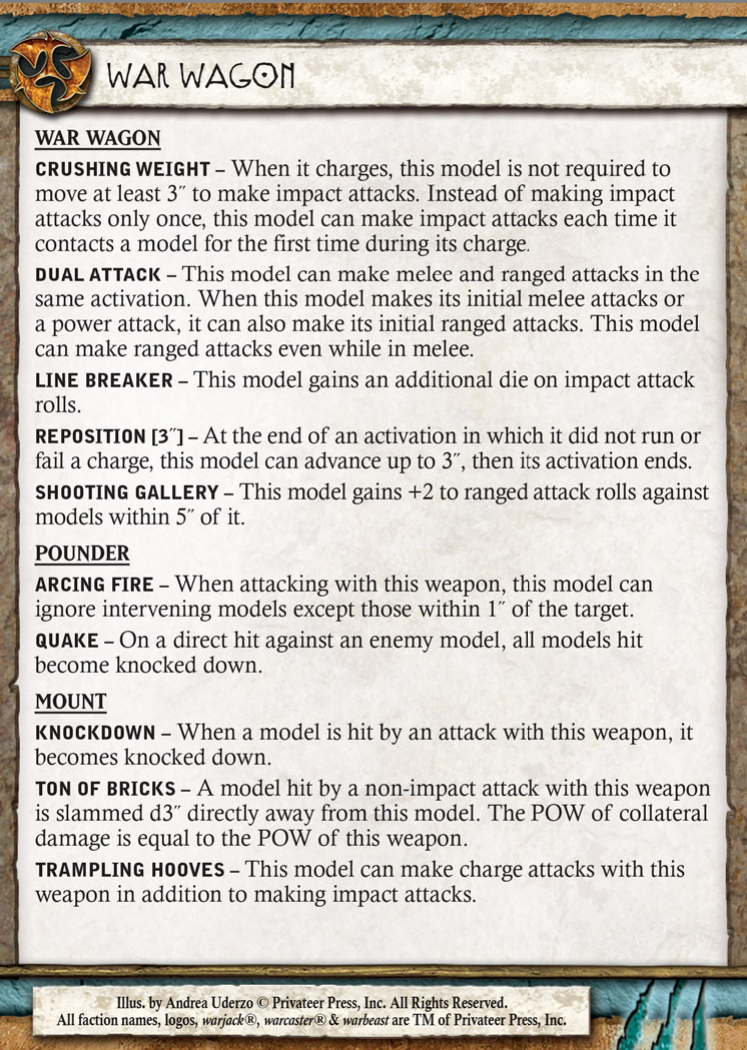 WAR WAGON
WAR WAGON
CRUSHING WEIGHT – When it charges, this model is not required to
move at least 3˝ to make impact attacks. Instead of making impact
attacks only once, this model can make impact attacks each time it
contacts a model for the first time during its charge.
DUAL ATTACK – This model can make melee and ranged attacks in the
same activation. When this model makes its initial melee attacks or
a power attack, it can also make its initial ranged attacks. This model
can make ranged attacks even while in melee.
LINE BREAKER – This model gains an additional die on impact attack
rolls.
REPOSITION [3˝] – At the end of an activation in which it did not run or
fail a charge, this model can advance up to 3˝, then its activation ends.
SHOOTING GALLERY – This model gains +2 to ranged attack rolls against
models within 5˝ of it.
POUNDER
ARCING FIRE – When attacking with this weapon, this model can
ignore intervening models except those within 1˝ of the target.
QUAKE – On a direct hit against an enemy model, all models hit
become knocked down.
MOUNT
KNOCKDOWN – When a model is hit by an attack with this weapon, it
becomes knocked down.
TON OF BRICKS – A model hit by a non-impact attack with this weapon
is slammed d3˝ directly away from this model. The POW of collateral
damage is equal to the POW of this weapon.
TRAMPLING HOOVES – This model can make charge attacks with this
weapon in addition to making impact attacks.
Illus. by Andrea Uderzo © Privateer Press, Inc. All Rights Reserved.
All faction names, logos, warjack®, warcaster® & warbeast are TM of Privateer Press, Inc.